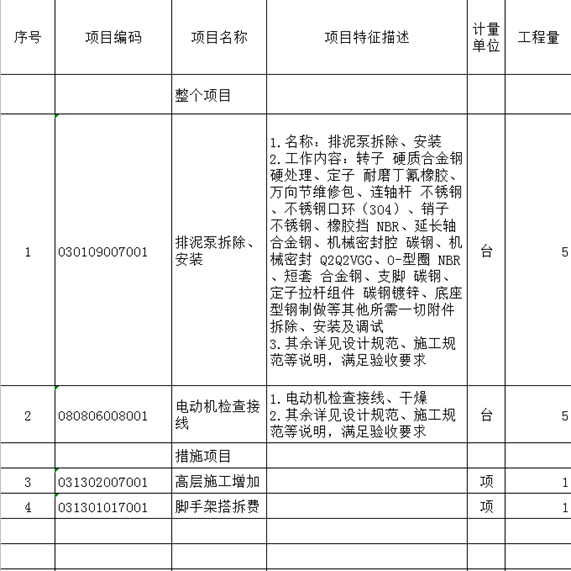 序号 项目编码 项目名称 项目特征描述 计量单位 工程量
整个项目
1 030109007001 排泥泵拆除、安装
1.名称: 排泥泵拆除、安装
2.工作内容: 转子 硬质合金钢
硬处理、定子 耐磨丁氰橡胶、
万向节维修包、连轴杆 不锈钢
、不锈钢口环（304）、销子
不锈钢、橡胶挡 NBR、延长轴
合金钢、机械密封腔 碳钢、机
械密封 Q2Q2VGG、O-型圈 NBR
、短套 合金钢、支脚 碳钢、
定子拉杆组件 碳钢镀锌、底座
型钢制做等其他所需一切附件
拆除、安装及调试
3.其余详见设计规范、施工规
范等说明，满足验收要求
台 5
2 080806008001 电动机检查接线
1.电动机检查接线、干燥
2.其余详见设计规范、施工规
范等说明，满足验收要求
台 5
措施项目
3 031302007001 高层施工增加 项 1
4 031301017001 脚手架搭拆费 项 1